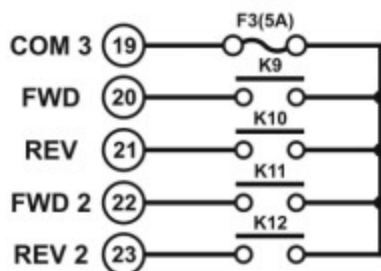 F3(5A)
COM 3 19
K9
FWD 20
K10
REV 21
K11
FWD 2 22
K12
REV 2 23